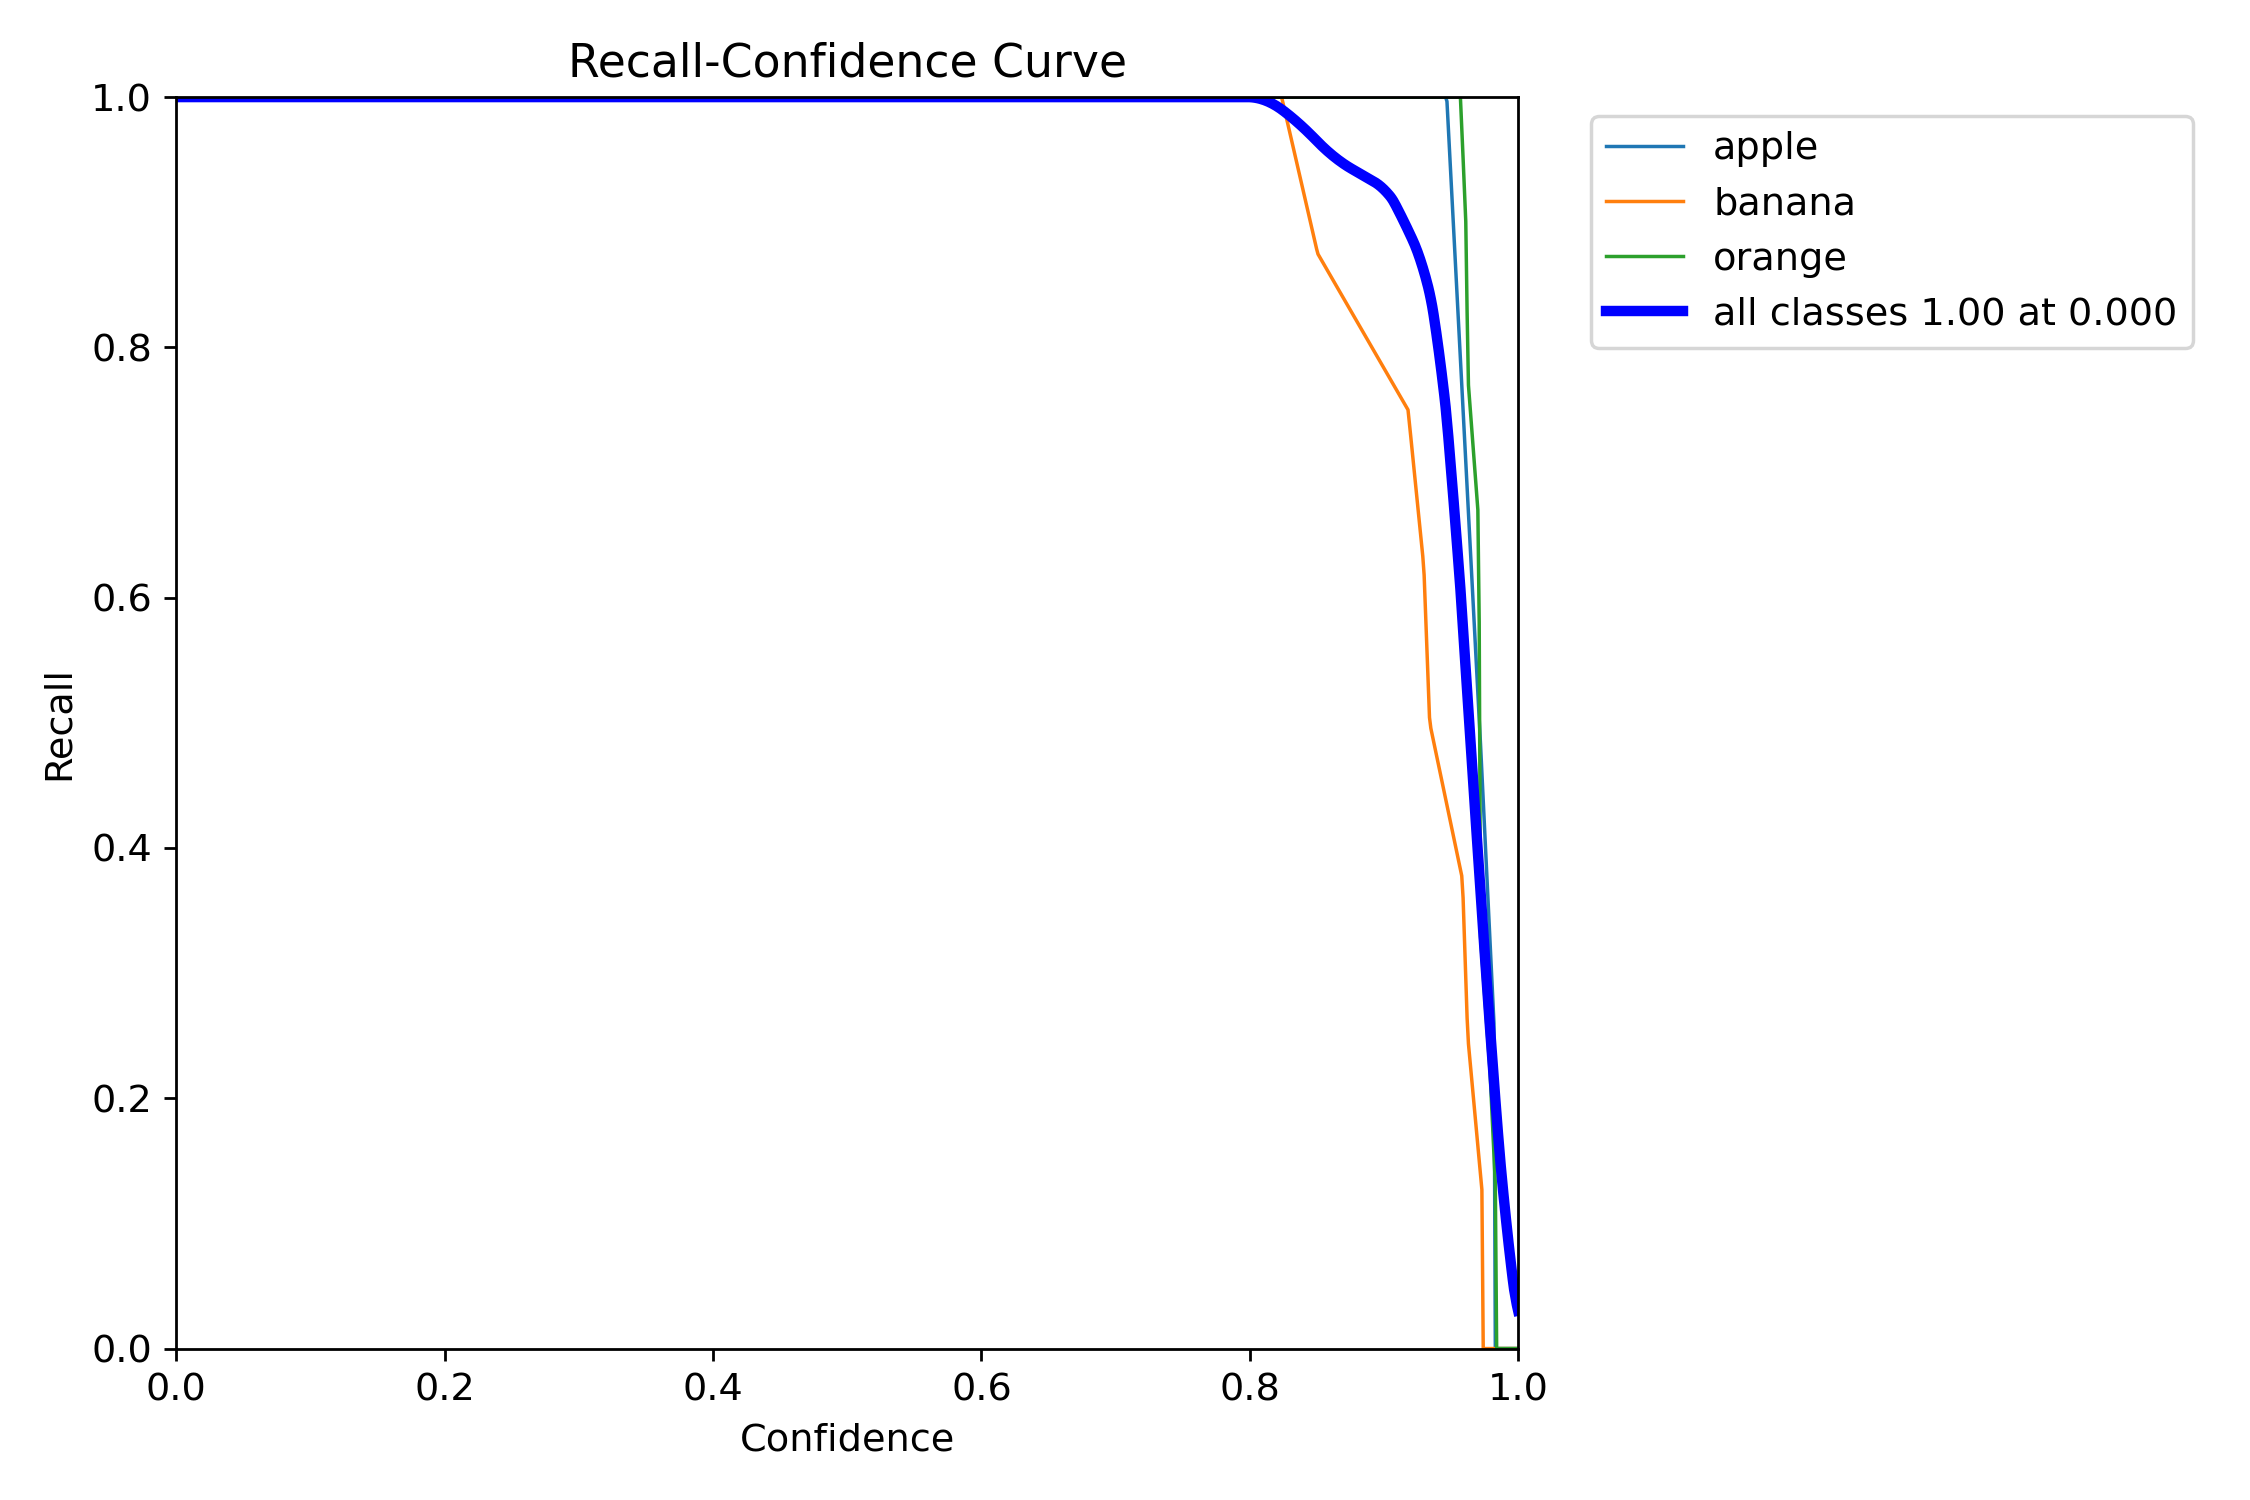 Recall-Confidence Curve
1.0
0.8
0.6
0.4
0.2
0.0
Recall
0.0 0.2 0.4 0.6 0.8 1.0
Confidence
apple
banana
orange
all classes 1.00 at 0.000